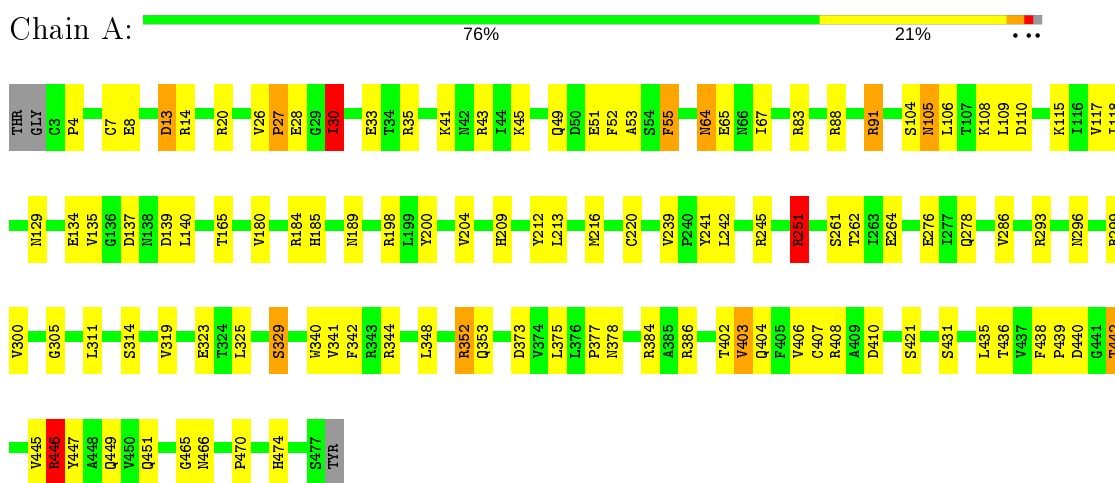 Chain A:
76% 21% • ••
THR GLY C3 P4 C7 E8 D13 R14 R20 V26 P27 E28 G29 I30 E33 T34 R35 K41 N42 R43 I44 K45 Q49 D50 E51 F52 A53 S54 F55 N64 E65 N66 I67 R83 R88 R91 S104 N105 L106 T107 K108 L109 D110 K115 I116 V117
N129 E134 V135 G136 D137 N138 D139 L140 T165 V180 R184 H185 N189 R198 L199 Y200 V204 H209 Y212 L213 M216 C220 V239 P240 Y241 L242 R245 R251 S261 T262 I263 E264 E276 I277 Q278 V286 R293 N296
V300 G305 L311 S314 V319 E323 T324 L325 S329 W340 V341 F342 R343 R344 L348 R352 Q353 D373 V374 L375 L376 P377 N378 R384 A385 R386 T402 V403 Q404 F405 V406 C407 R408 A409 D410 S421 S431 L435 T436 V437 F438 P439 D440 G441 T442
V445 R446 Y447 A448 Q449 V450 Q451 G465 N466 P470 H474 S477 TYR